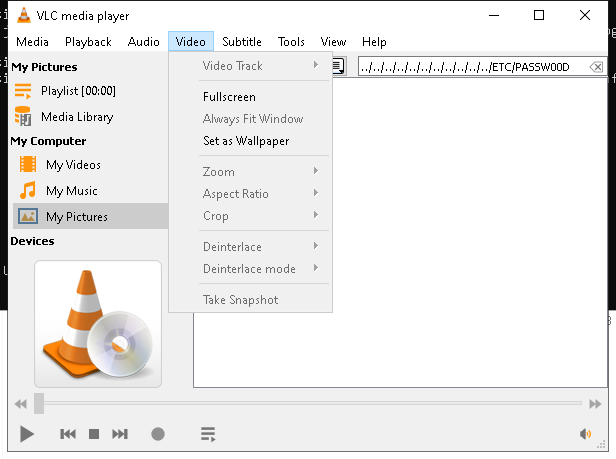 VLC media player
Media Playback Audio Video Subtitle Tools View Help
My Pictures
Playlist [00:00]
Media Library
My Computer
My Videos
My Music
My Pictures
Devices
Video Track
Fullscreen
Always Fit Window
Set as Wallpaper
Zoom
Aspect Ratio
Crop
Deinterlace
Deinterlace mode
Take Snapshot
../../../../../../../../../../../../ETC/PASSW00D